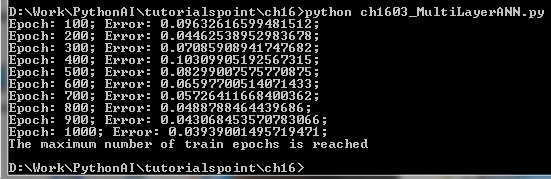 D:\Work\PythonAI\tutorialspoint\ch16>python ch1603_MultiLayerANN.py
Epoch: 100; Error: 0.09632616599481512;
Epoch: 200; Error: 0.04462538952983678;
Epoch: 300; Error: 0.07085908941747682;
Epoch: 400; Error: 0.10309905192567315;
Epoch: 500; Error: 0.08299007575770875;
Epoch: 600; Error: 0.06597700514071433;
Epoch: 700; Error: 0.05726411668400362;
Epoch: 800; Error: 0.0488788464439686;
Epoch: 900; Error: 0.043068453570783066;
Epoch: 1000; Error: 0.03939001495719471;
The maximum number of train epochs is reached
D:\Work\PythonAI\tutorialspoint\ch16>